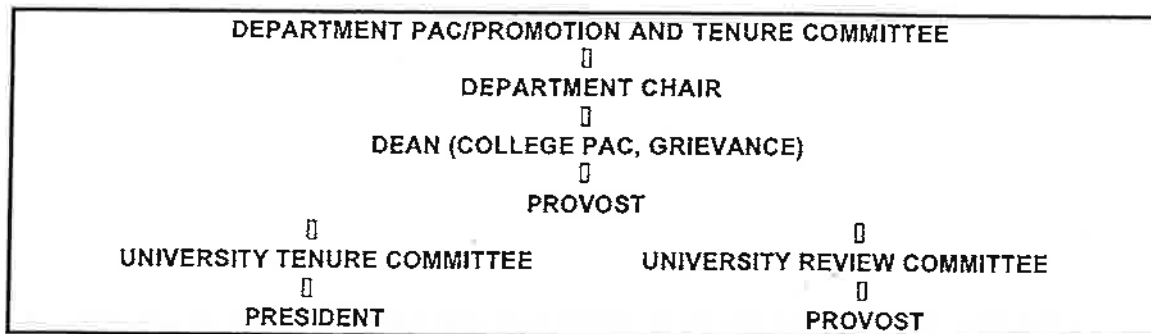 DEPARTMENT PAC/PROMOTION AND TENURE COMMITTEE
▯
DEPARTMENT CHAIR
▯
DEAN (COLLEGE PAC, GRIEVANCE)
▯
PROVOST
▯ ▯
UNIVERSITY TENURE COMMITTEE UNIVERSITY REVIEW COMMITTEE
▯ ▯
PRESIDENT PROVOST